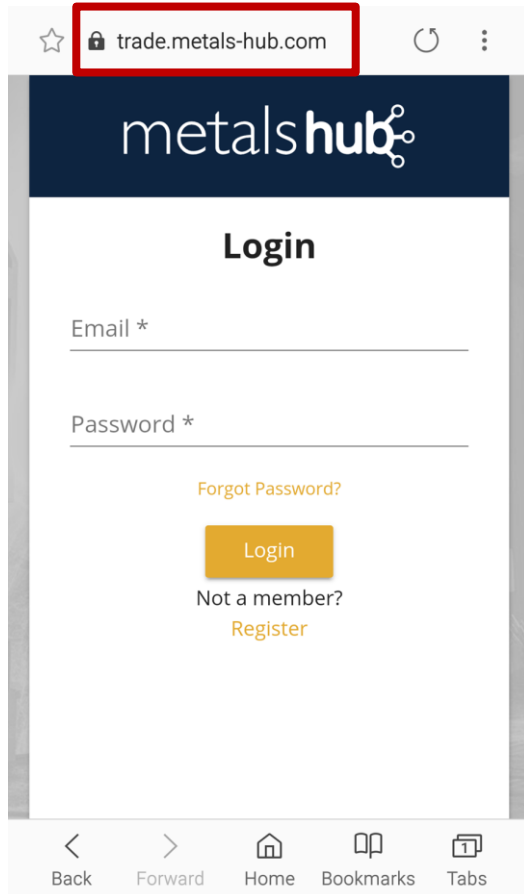 trade.metals-hub.com
metalshub
Login
Email *
Password *
Forgot Password?
Login
Not a member?
Register
Back Forward Home Bookmarks 1 Tabs